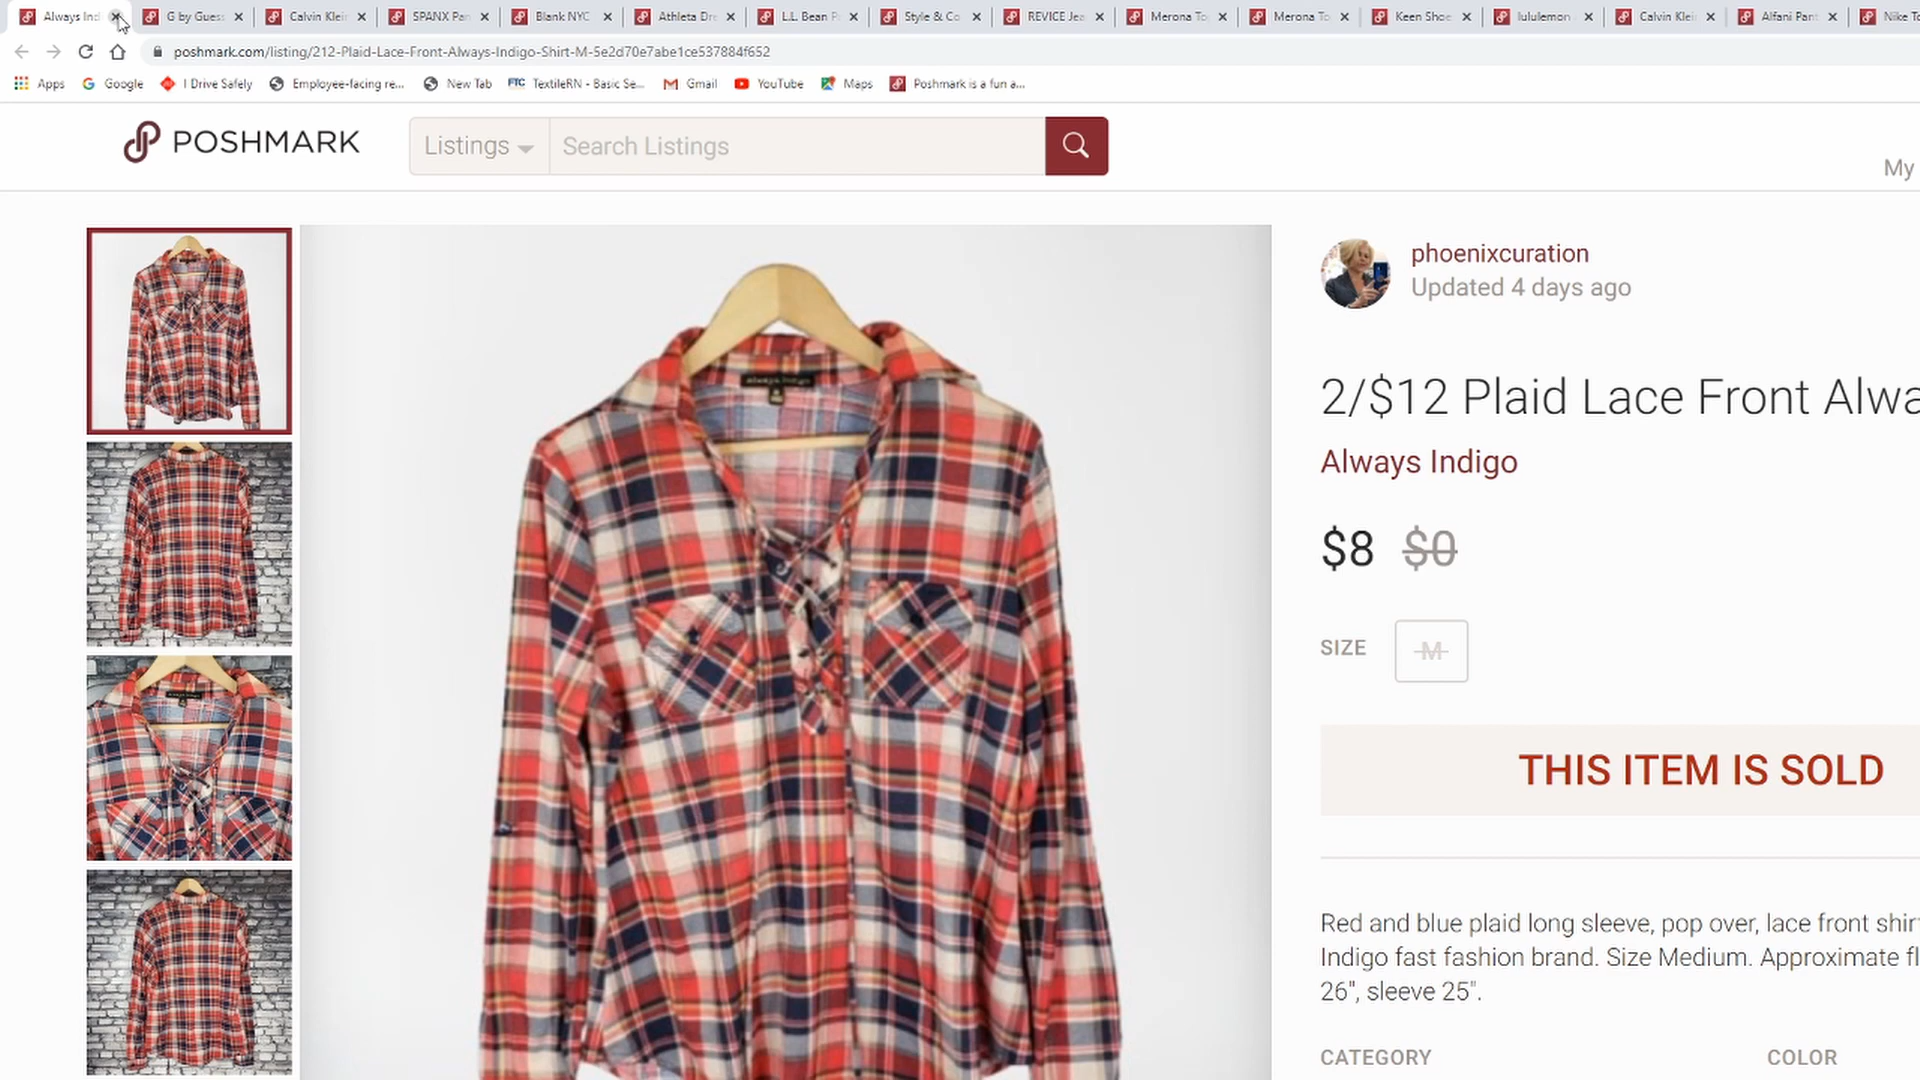 Always Ind
G by Guess
Calvin Klei
SPANX Pan
Blank NYC
Athleta Dre
L.L. Bean P
Style & Co
REVICE Jea
Merona To
Merona To
Keen Shoe
lululemon
Calvin Klei
Alfani Pant
Nike To
poshmark.com/listing/212-Plaid-Lace-Front-Always-Indigo-Shirt-M-5e2d70e7abe1ce537884f652
Apps Google I Drive Safely Employee-facing re... New Tab FTC TextileRN - Basic Se... Gmail YouTube Maps Poshmark is a fun a...
POSHMARK
Listings
Search Listings
My
phoenixcuration
Updated 4 days ago
2/$12 Plaid Lace Front Alwa
Always Indigo
$8 $0
SIZE M
THIS ITEM IS SOLD
Red and blue plaid long sleeve, pop over, lace front shir
Indigo fast fashion brand. Size Medium. Approximate fl
26", sleeve 25".
CATEGORY
COLOR
always indigo